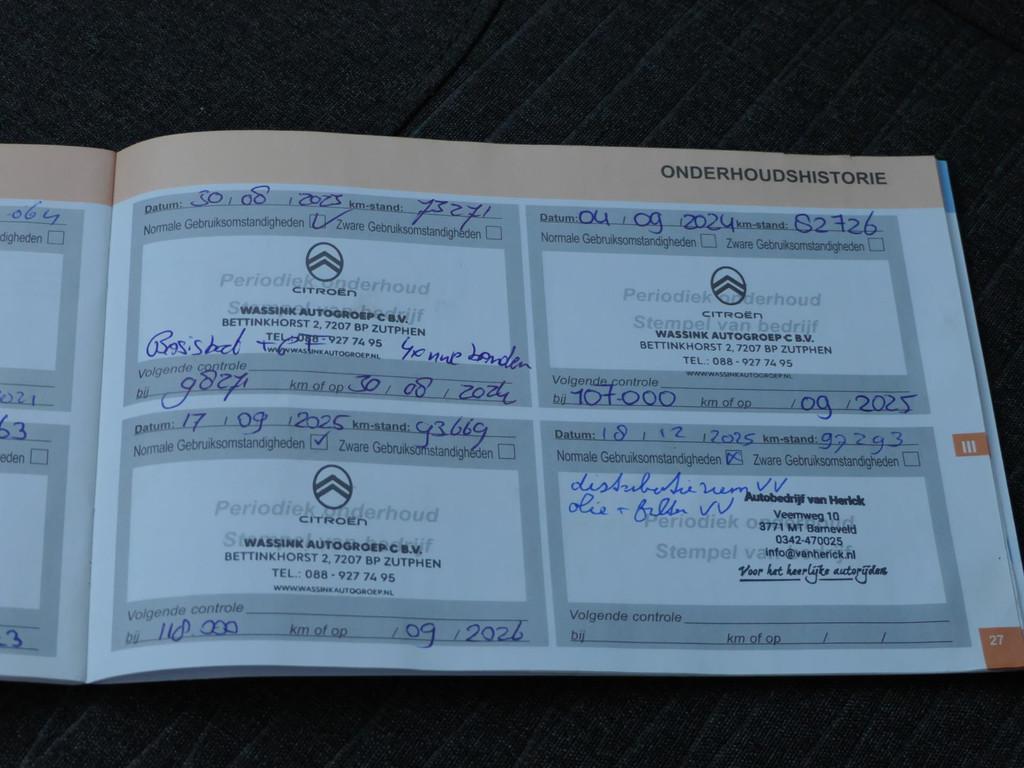 ONDERHOUDSHISTORIE
064
digheden
2021
63
eden
Datum: 30 / 08 / 2023 km-stand: 73271
Normale Gebruiksomstandigheden Zware Gebruiksomstandigheden
Periodiek onderhoud
CITROËN
Stempel van bedrijf
WASSINK AUTOGROEP C B.V.
BETTINKHORST 2, 7207 BP ZUTPHEN
TEL.: 088 - 927 74 95
WWW.WASSINKAUTOGROEP.NL
4x nwe banden
Volgende controle
bij 98271 km of op 30 / 08 / 2024
Datum: 04 / 09 / 2024 km-stand: 82726
Normale Gebruiksomstandigheden Zware Gebruiksomstandigheden
Periodiek onderhoud
CITROËN
Stempel van bedrijf
WASSINK AUTOGROEP C B.V.
BETTINKHORST 2, 7207 BP ZUTPHEN
TEL.: 088 - 927 74 95
WWW.WASSINKAUTOGROEP.NL
Volgende controle
bij 107.000 km of op / 09 / 2025
Datum: 17 / 09 / 2025 km-stand: 93669
Normale Gebruiksomstandigheden Zware Gebruiksomstandigheden
Periodiek onderhoud
CITROËN
Stempel van bedrijf
WASSINK AUTOGROEP C B.V.
BETTINKHORST 2, 7207 BP ZUTPHEN
TEL.: 088 - 927 74 95
WWW.WASSINKAUTOGROEP.NL
Volgende controle
bij 118.000 km of op / 09 / 2026
Datum: 18 / 12 / 2025 km-stand: 97293
Normale Gebruiksomstandigheden Zware Gebruiksomstandigheden
distributieriem VV
olie + filter VV
Periodiek onderhoud
Stempel van bedrijf
Autobedrijf van Herick
Veemweg 10
3771 MT Barneveld
0342-470025
info@vanherick.nl
Voor het heerlijke autorijden
Volgende controle
bij km of op / /
III
27